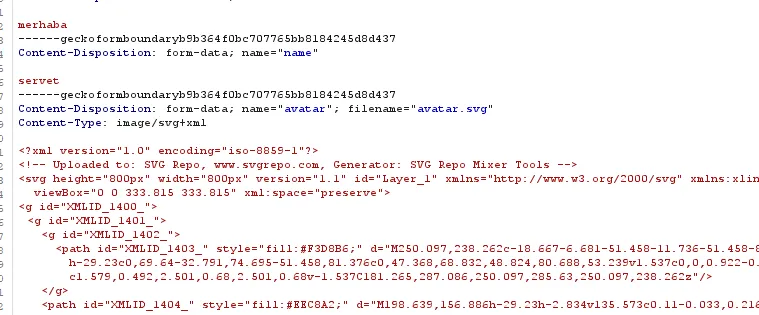 merhaba
------geckoformboundaryb9b364f0bc707765bb8184245d8d437
Content-Disposition: form-data; name="name"
servet
------geckoformboundaryb9b364f0bc707765bb8184245d8d437
Content-Disposition: form-data; name="avatar"; filename="avatar.svg"
Content-Type: image/svg+xml
<?xml version="1.0" encoding="iso-8859-1"?>
<!-- Uploaded to: SVG Repo, www.svgrepo.com, Generator: SVG Repo Mixer Tools -->
<svg height="800px" width="800px" version="1.1" id="Layer_1" xmlns="http://www.w3.org/2000/svg" xmlns:xlin
viewBox="0 0 333.815 333.815" xml:space="preserve">
<g id="XMLID_1400_">
<g id="XMLID_1401_">
<g id="XMLID_1402_">
<path id="XMLID_1403_" style="fill:#F3D8B6;" d="M250.097,238.262c-18.667-6.681-51.458-11.736-51.458-8
h-29.23c0,69.64-32.791,74.695-51.458,81.376c0,47.368,68.832,48.824,80.688,53.239v1.537c0,0,0.922-0
c1.579,0.492,2.501,0.68,2.501,0.68v-1.537C181.265,287.086,250.097,285.63,250.097,238.262z"/>
</g>
<path id="XMLID_1404_" style="fill:#EEC8A2;" d="M198.639,156.886h-29.23h-2.834v135.573c0.11-0.033,0.216